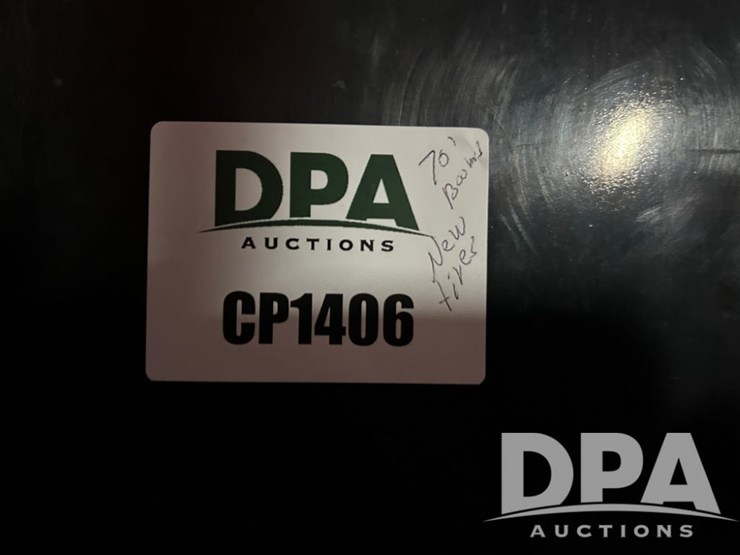 DPA
AUCTIONS
CP1406
70' Booms
New
tires
DPA
AUCTIONS